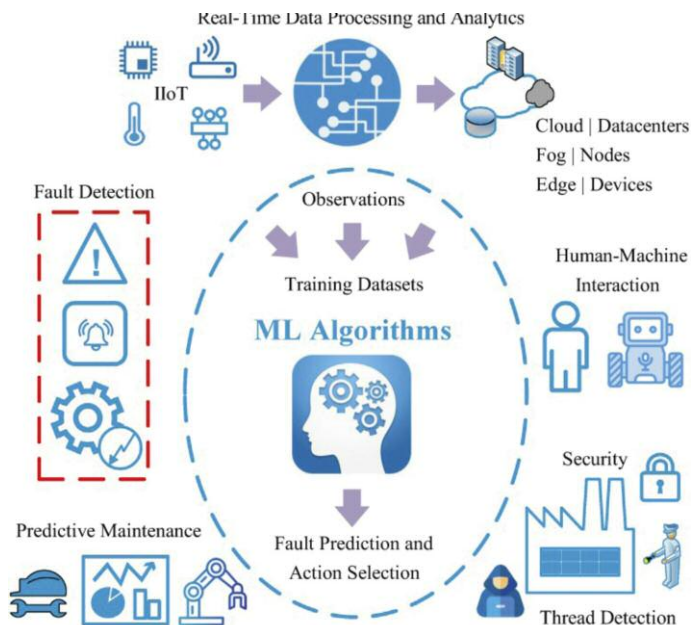 Real-Time Data Processing and Analytics
IIoT
Cloud | Datacenters
Fog | Nodes
Edge | Devices
Fault Detection
Observations
Training Datasets
ML Algorithms
Human-Machine
Interaction
Security
Predictive Maintenance
Fault Prediction and
Action Selection
Thread Detection